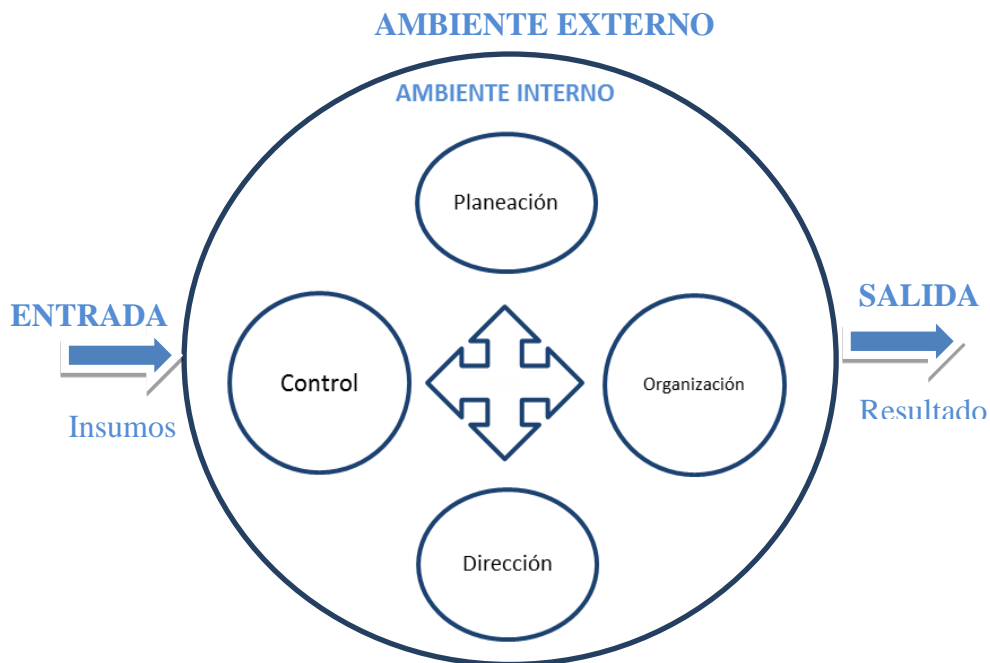 AMBIENTE EXTERNO
AMBIENTE INTERNO
Planeación
ENTRADA
SALIDA
Control
Organización
Insumos
Resultado
Dirección